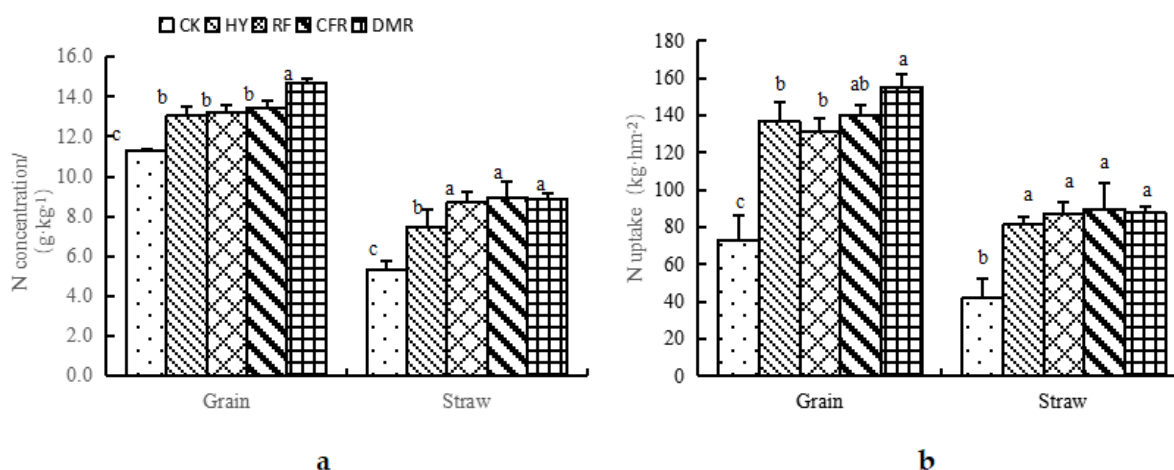 CK HY RF CFR DMR
N concentration/
(g·kg-1)
16.0
14.0
12.0
10.0
8.0
6.0
4.0
2.0
0.0
c
b
b
b
a
c
b
a
a
a
Grain
Straw
a
N uptake (kg·hm-2)
180
160
140
120
100
80
60
40
20
0
c
b
b
ab
a
b
a
a
a
a
Grain
Straw
b